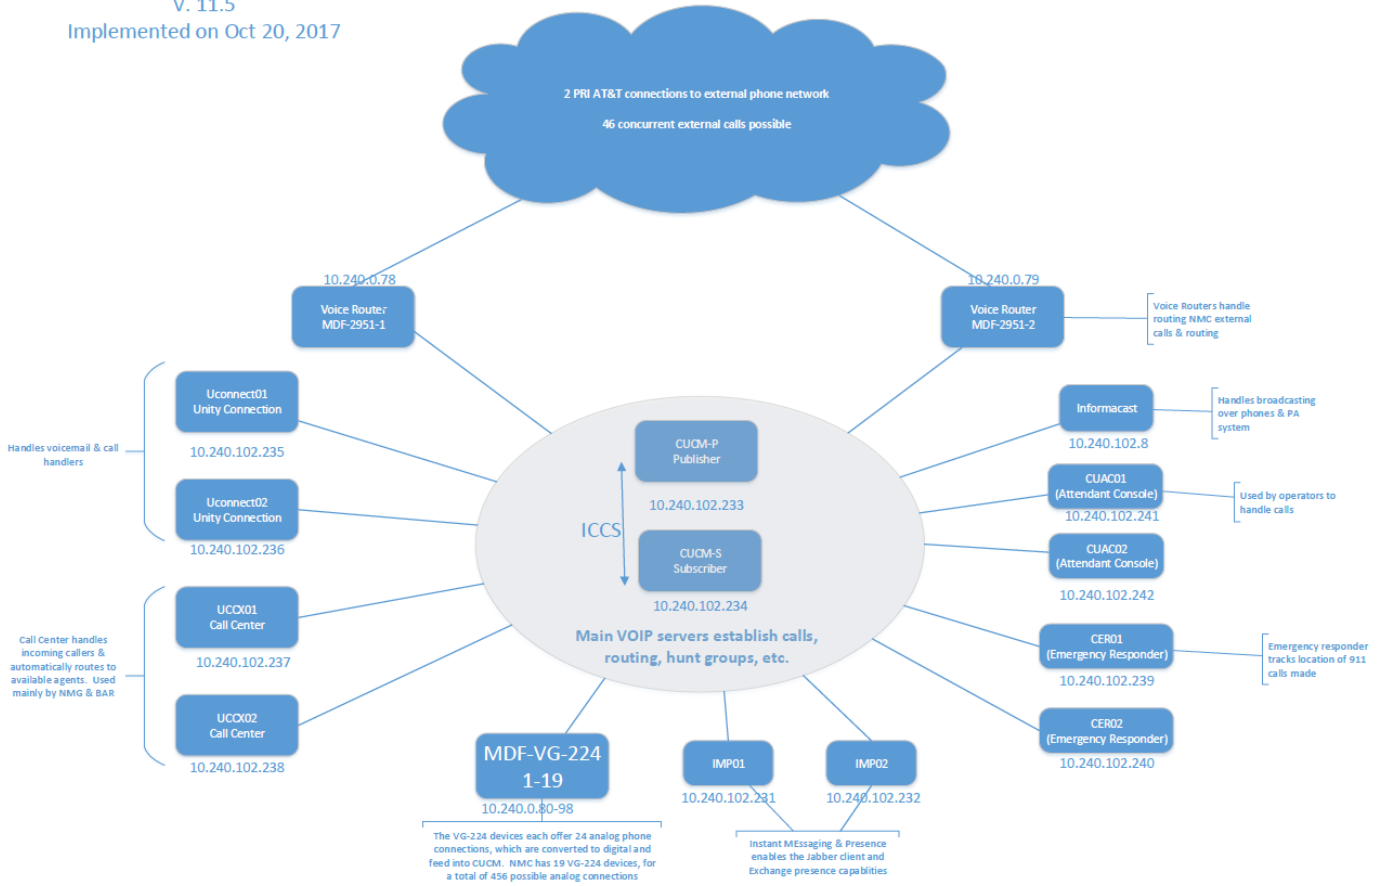 V. 11.5
Implemented on Oct 20, 2017
2 PRI AT&T connections to external phone network
46 concurrent external calls possible
10.240.0.78
Voice Router
MDF-2951-1
10.240.0.79
Voice Router
MDF-2951-2
Voice Routers handle
routing NMC external
calls & routing
Uconnect01
Unity Connection
10.240.102.235
Handles voicemail & call
handlers
Uconnect02
Unity Connection
10.240.102.236
UCCX01
Call Center
10.240.102.237
Call Center handles
incoming callers &
automatically routes to
available agents.  Used
mainly by NMG & BAR
UCCX02
Call Center
10.240.102.238
CUCM-P
Publisher
10.240.102.233
ICCS
CUCM-S
Subscriber
10.240.102.234
Main VOIP servers establish calls,
routing, hunt groups, etc.
Informacast
10.240.102.8
Handles broadcasting
over phones & PA
system
CUAC01
(Attendant Console)
10.240.102.241
Used by operators to
handle calls
CUAC02
(Attendant Console)
10.240.102.242
CER01
(Emergency Responder)
10.240.102.239
Emergency responder
tracks location of 911
calls made
CER02
(Emergency Responder)
10.240.102.240
MDF-VG-224
1-19
10.240.0.80-98
The VG-224 devices each offer 24 analog phone
connections, which are converted to digital and
feed into CUCM.  NMC has 19 VG-224 devices, for
a total of 456 possible analog connections
IMP01
10.240.102.231
IMP02
10.240.102.232
Instant MEssaging & Presence
enables the Jabber client and
Exchange presence capablities